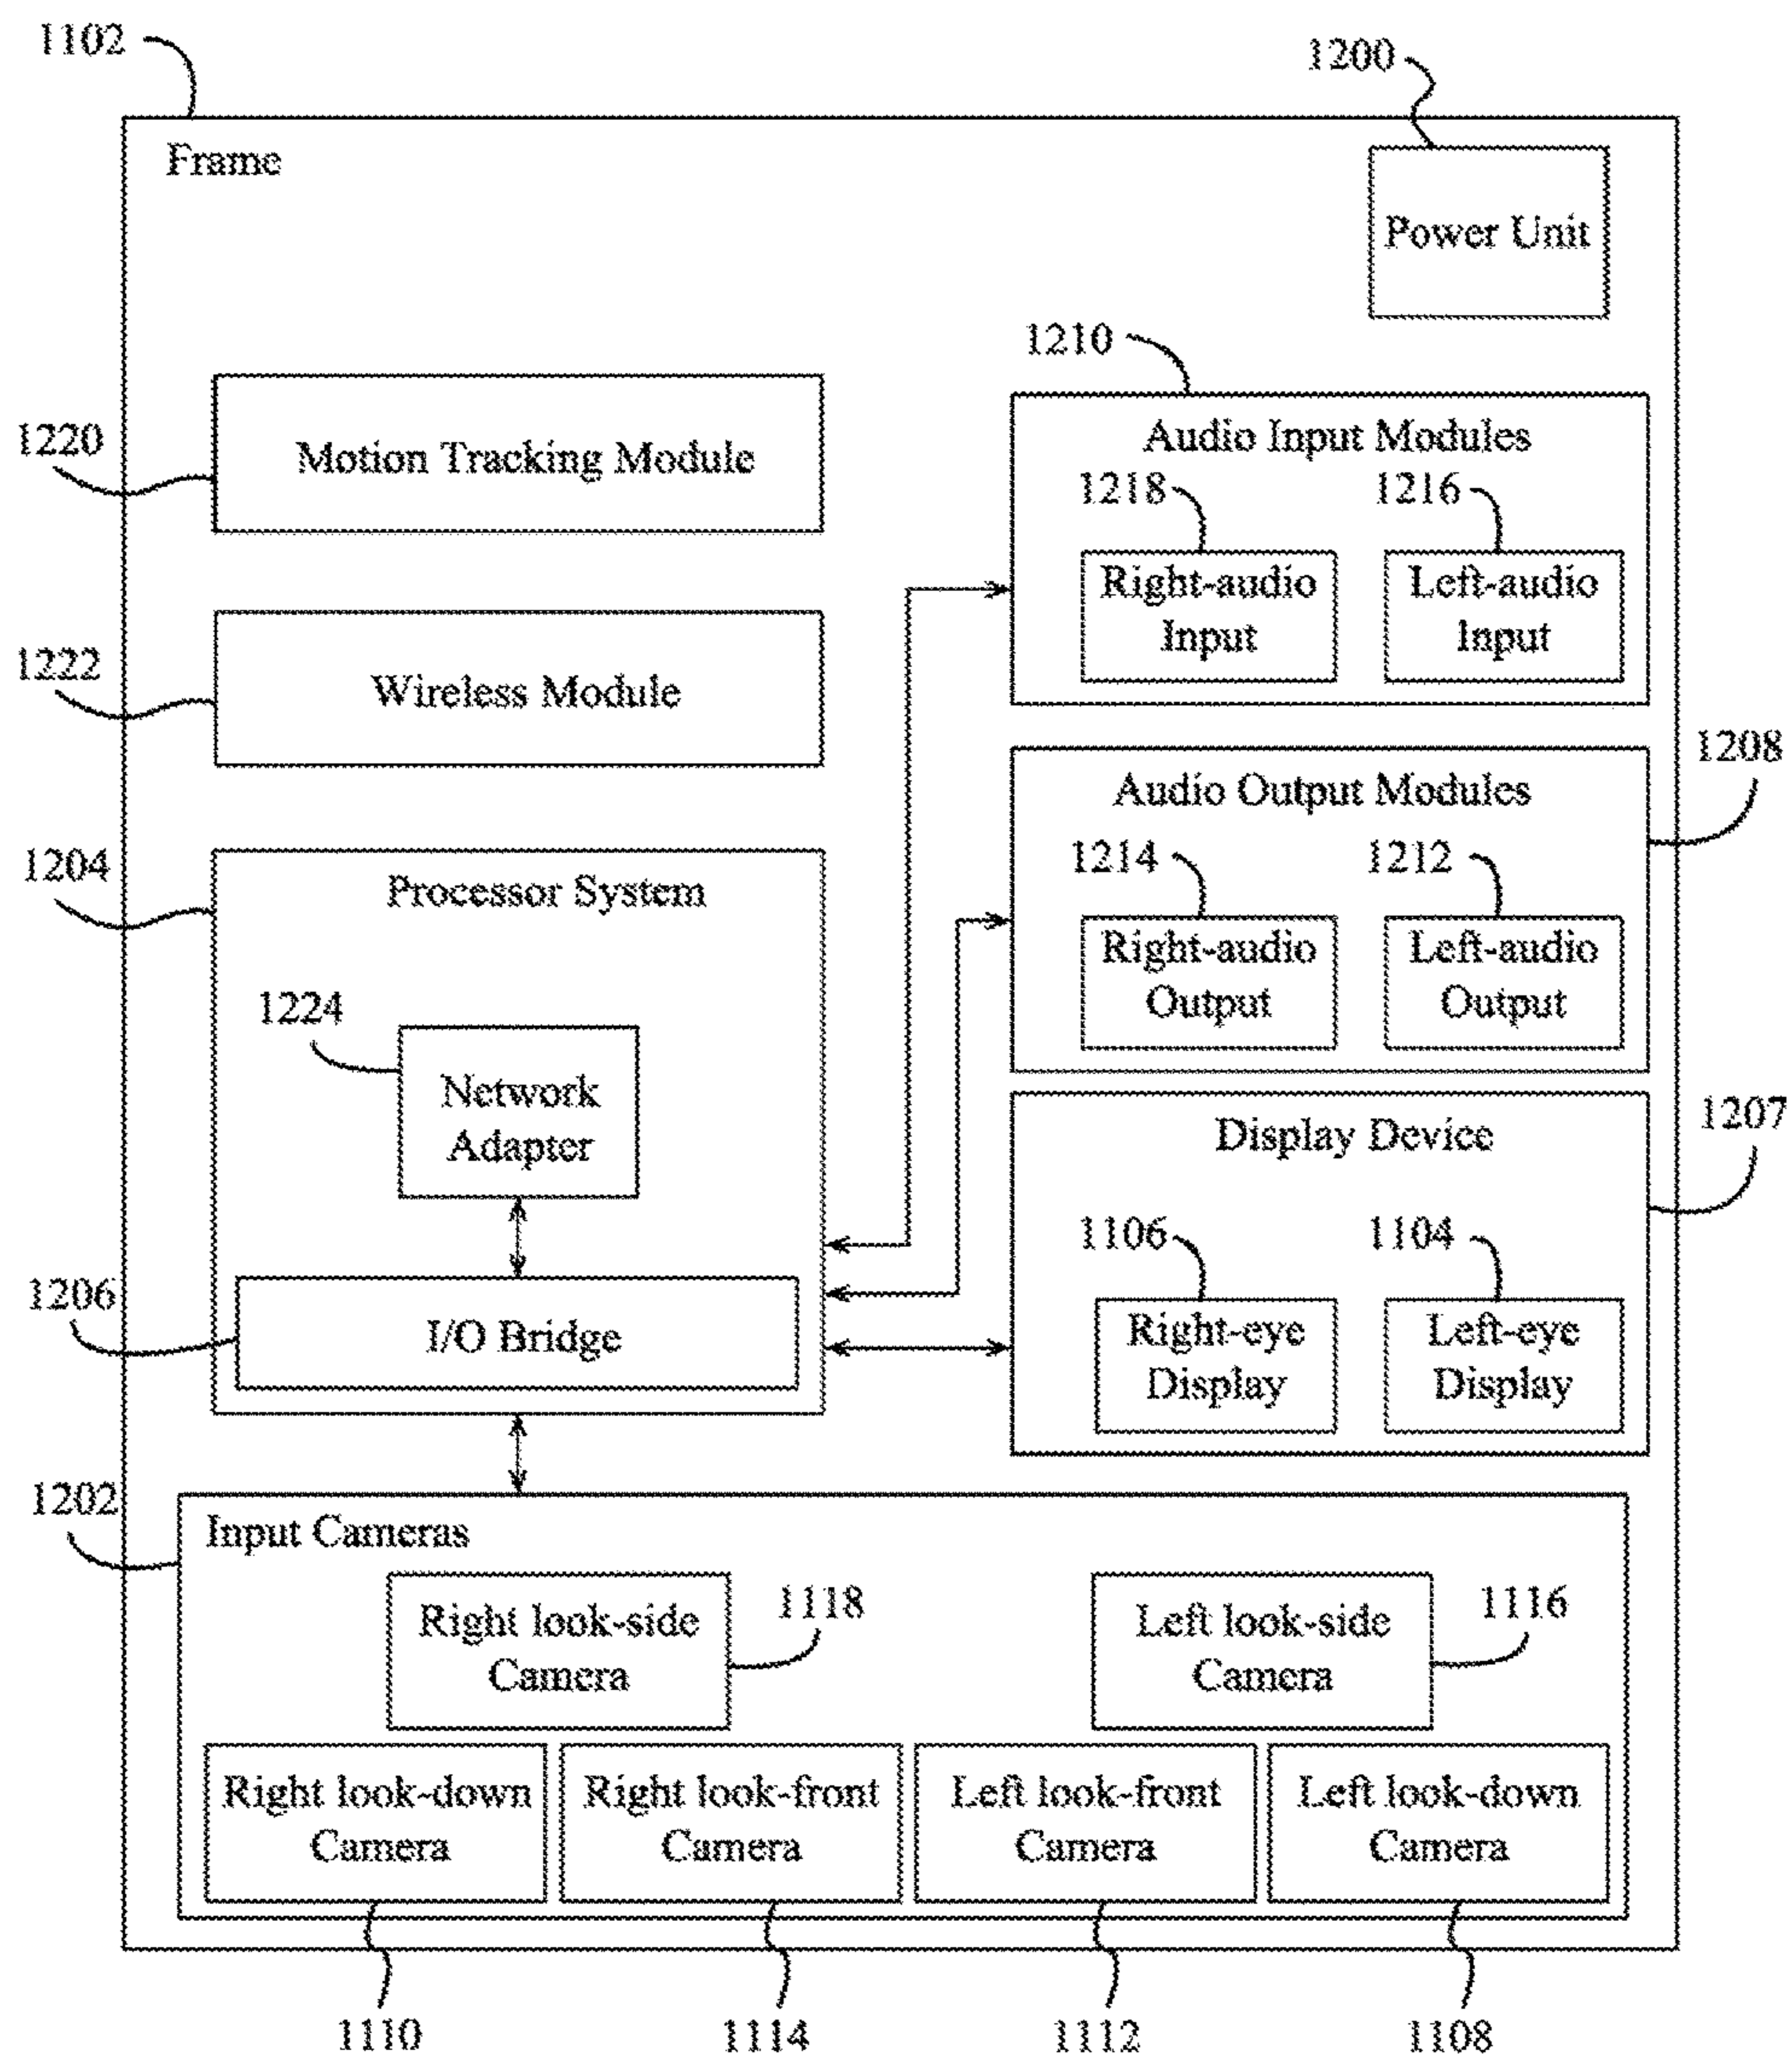 1102
1200
Frame
Power Unit
1210
1220
Motion Tracking Module
Audio Input Modules
1218
1216
Right-audio
Input
Left-audio
Input
1222
Wireless Module
1208
Audio Output Modules
1214
1212
Right-audio
Output
Left-audio
Output
1204
Processor System
1224
Network
Adapter
1207
Display Device
1106
1104
Right-eye
Display
Left-eye
Display
1206
I/O Bridge
1202
Input Cameras
Right look-side
Camera
1118
Left look-side
Camera
1116
Right look-down
Camera
Right look-front
Camera
Left look-front
Camera
Left look-down
Camera
1110
1114
1112
1108